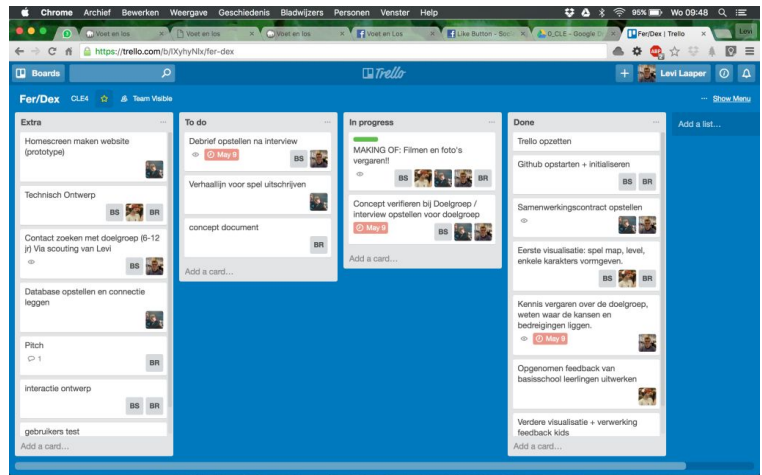 Chrome Archief Bewerken Weergave Geschiedenis Bladwijzers Personen Venster Help 95% Wo 09:48
Voet en los
Voet en los
Voet en los
Voet en Los
Like Button - Soci
0_CLE - Google D
Fer/Dex | Trello
Levi
https://trello.com/b/IXyhyNIx/fer-dex
Boards
Trello
Levi Laaper
Fer/Dex CLE4 Team Visible
Show Menu
Extra
Homescreen maken website
(prototype)
Technisch Ontwerp
BS BR
Contact zoeken met doelgroep (6-12
jr) Via scouting van Levi
BS
Database opstellen en connectie
leggen
Pitch
1
BR
interactie ontwerp
BS BR
gebruikers test
Add a card...
To do
Debrief opstellen na interview
May 9
BS
Verhaallijn voor spel uitschrijven
concept document
BR
Add a card...
In progress
MAKING OF: Filmen en foto's
vergaren!!
BS BR
Concept verifieren bij Doelgroep /
interview opstellen voor doelgroep
May 9
BS
Add a card...
Done
Trello opzetten
Github opstarten + initialiseren
BS BR
Samenwerkingscontract opstellen
Eerste visualisatie: spel map, level,
enkele karakters vormgeven.
BS BR
Kennis vergaren over de doelgroep,
weten waar de kansen en
bedreigingen liggen.
May 9
Opgenomen feedback van
basisschool leerlingen uitwerken
Verdere visualisatie + verwerking
feedback kids
Add a card...
Add a list...